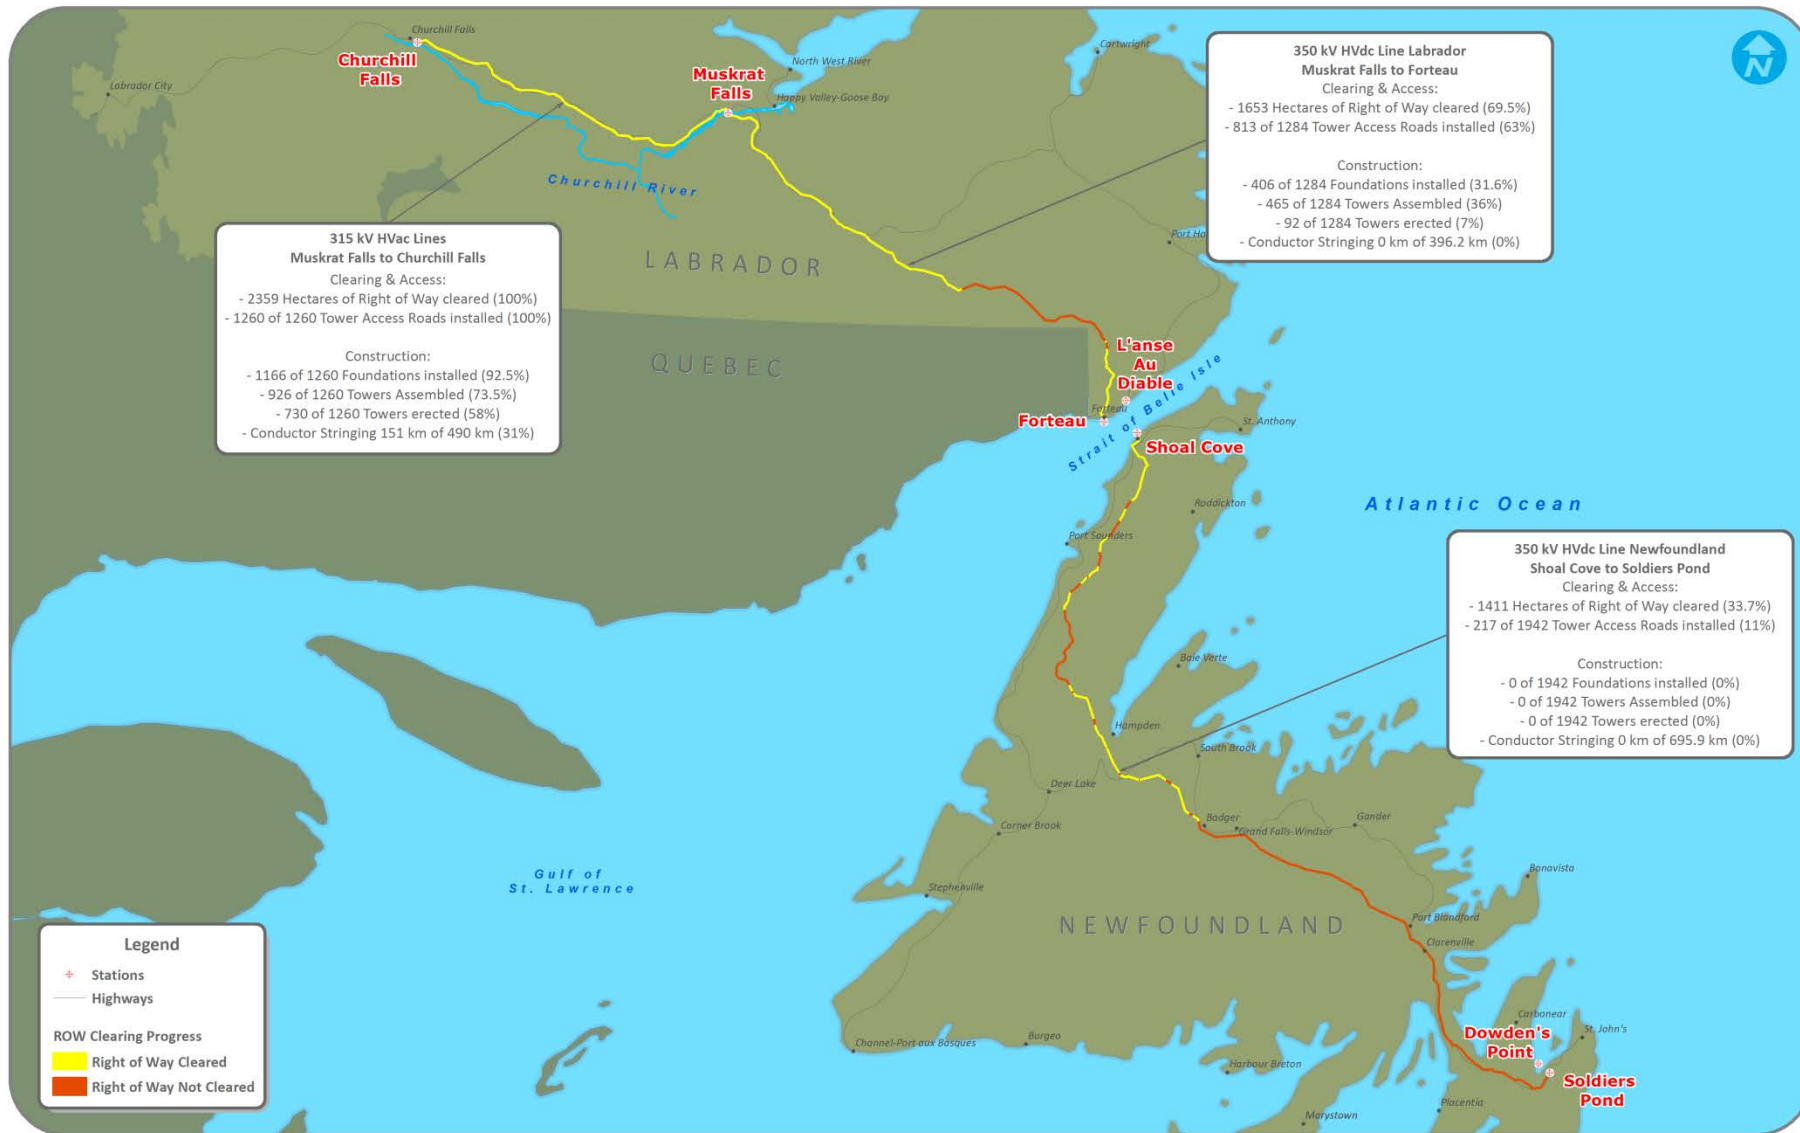 Churchill Falls
Churchill
Falls
Labrador City
Muskrat
Falls
North West River
Happy Valley-Goose Bay
Cartwright
N
350 kV HVdc Line Labrador
Muskrat Falls to Forteau
Clearing & Access:
- 1653 Hectares of Right of Way cleared (69.5%)
- 813 of 1284 Tower Access Roads installed (63%)
Construction:
- 406 of 1284 Foundations installed (31.6%)
- 465 of 1284 Towers Assembled (36%)
- 92 of 1284 Towers erected (7%)
- Conductor Stringing 0 km of 396.2 km (0%)
Churchill River
Port Ho
315 kV HVac Lines
Muskrat Falls to Churchill Falls
Clearing & Access:
- 2359 Hectares of Right of Way cleared (100%)
- 1260 of 1260 Tower Access Roads installed (100%)
Construction:
- 1166 of 1260 Foundations installed (92.5%)
- 926 of 1260 Towers Assembled (73.5%)
- 730 of 1260 Towers erected (58%)
- Conductor Stringing 151 km of 490 km (31%)
LABRADOR
QUEBEC
L'anse
Au
Diable
Forteau
Forteau
Strait of Belle Isle
Shoal Cove
St. Anthony
Roddickton
Atlantic Ocean
Port Saunders
350 kV HVdc Line Newfoundland
Shoal Cove to Soldiers Pond
Clearing & Access:
- 1411 Hectares of Right of Way cleared (33.7%)
- 217 of 1942 Tower Access Roads installed (11%)
Construction:
- 0 of 1942 Foundations installed (0%)
- 0 of 1942 Towers Assembled (0%)
- 0 of 1942 Towers erected (0%)
- Conductor Stringing 0 km of 695.9 km (0%)
Baie Verte
Hampden
South Brook
Deer Lake
Corner Brook
Badger
Grand Falls-Windsor
Gander
Gulf of
St. Lawrence
Stephenville
Bonavista
NEWFOUNDLAND
Port Blandford
Clarenville
Carbonear
St. John's
Dowden's
Point
Soldiers
Pond
Channel-Port aux Basques
Burgeo
Harbour Breton
Placentia
Marystown
Legend
Stations
Highways
ROW Clearing Progress
Right of Way Cleared
Right of Way Not Cleared